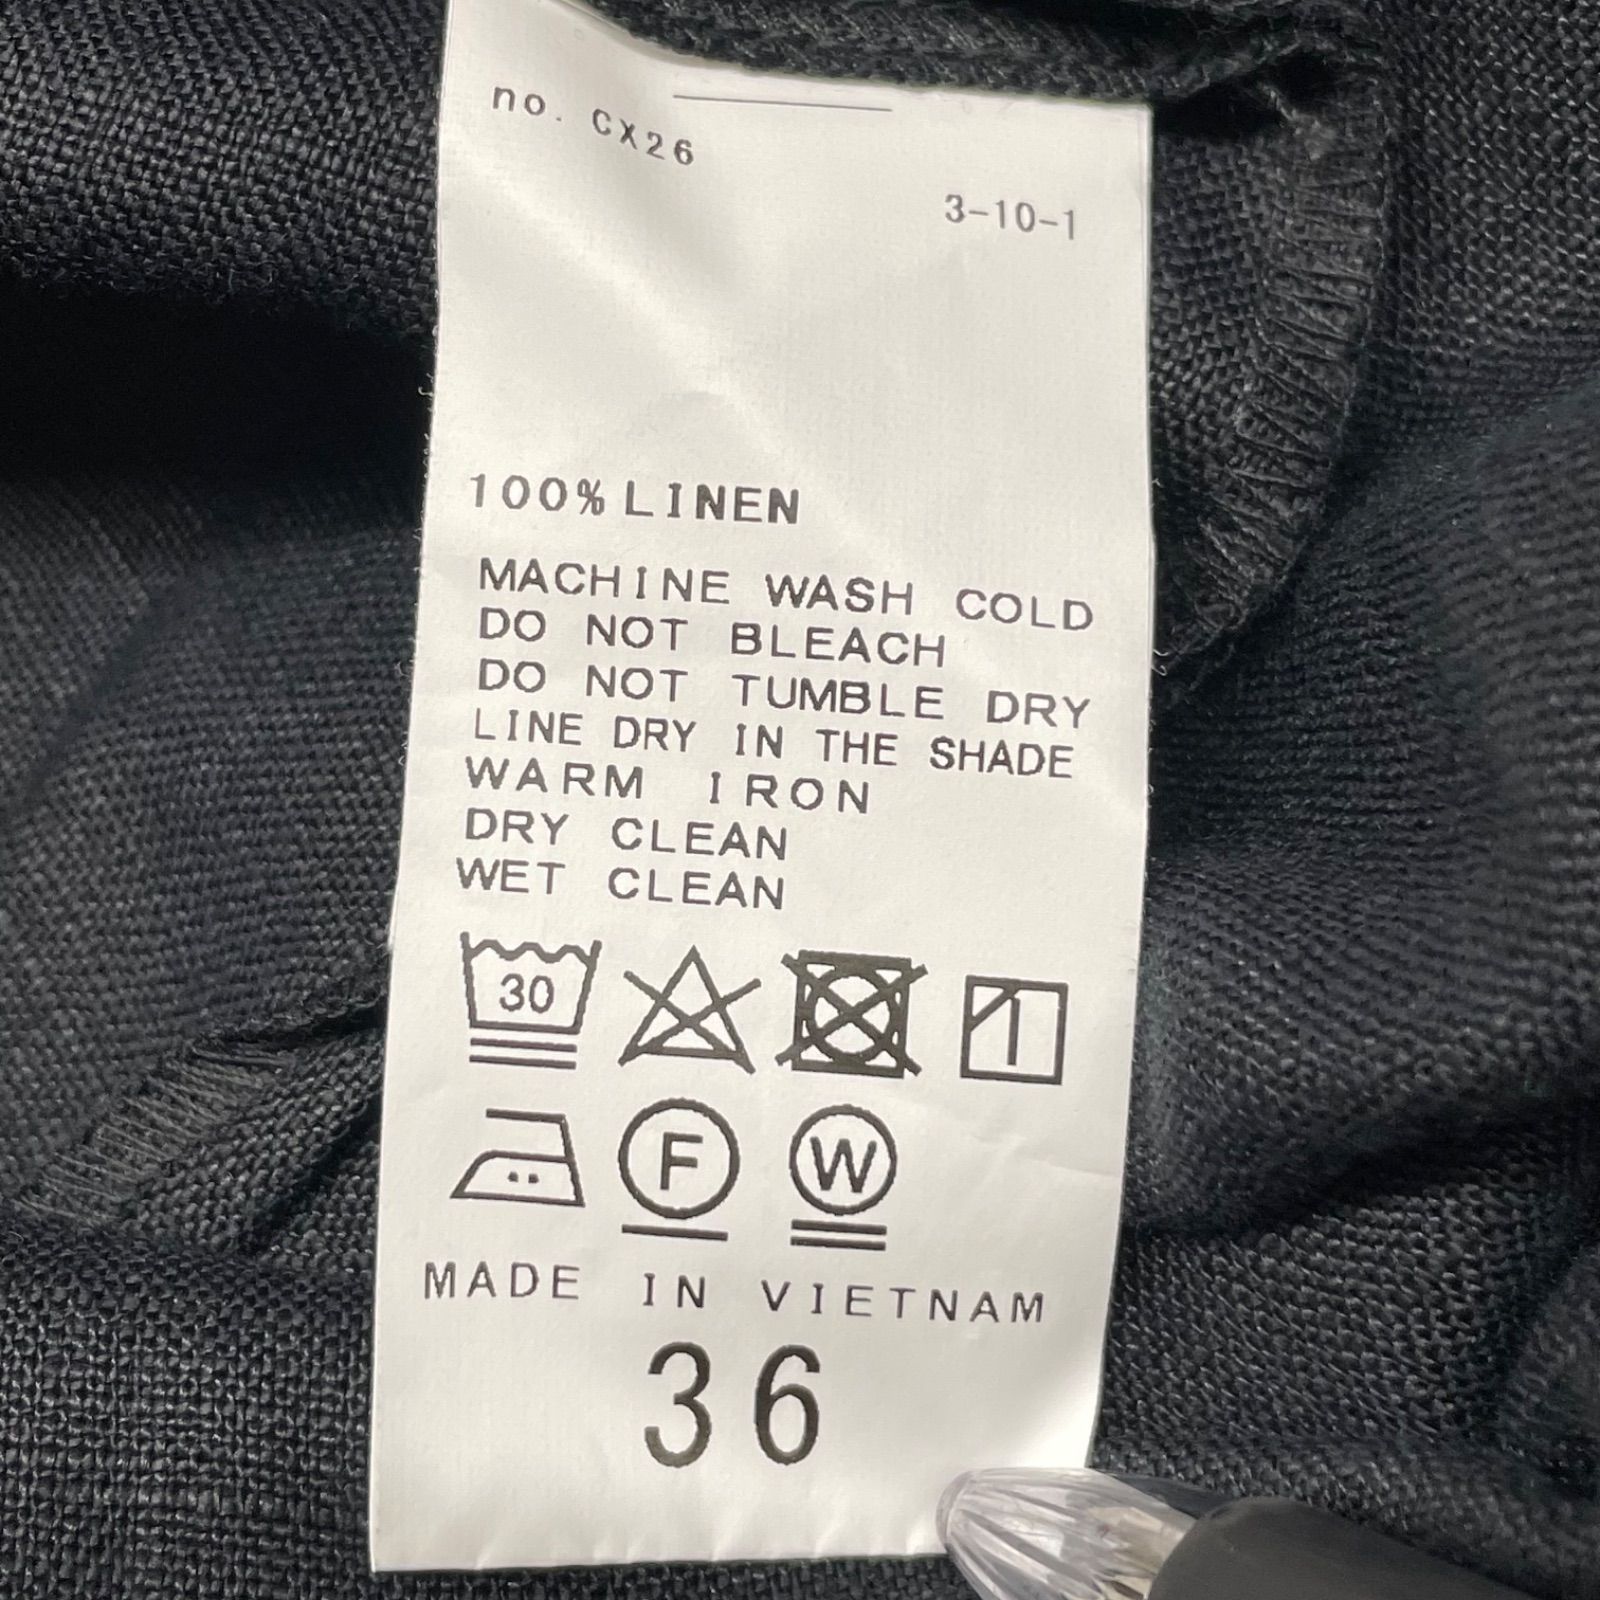 no. CX26
3-10-1
100% LINEN
MACHINE WASH COLD
DO NOT BLEACH
DO NOT TUMBLE DRY
LINE DRY IN THE SHADE
WARM IRON
DRY CLEAN
WET CLEAN
30
F W
MADE IN VIETNAM
36